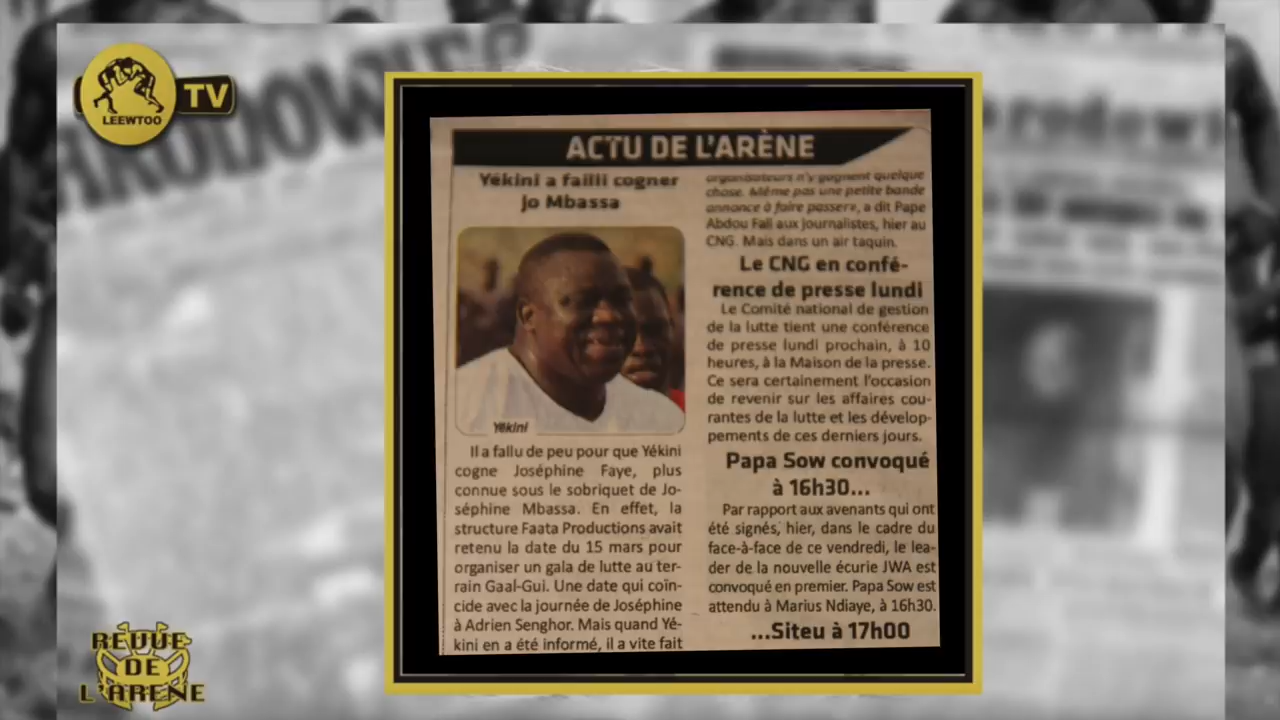 LEEWTOO
TV
ACTU DE L'ARÈNE
Yékini a failli cogner
Jo Mbassa
Yékini
Il a fallu de peu pour que Yékini
cogne Joséphine Faye, plus
connue sous le sobriquet de Jo-
séphine Mbassa. En effet, la
structure Faata Productions avait
retenu la date du 15 mars pour
organiser un gala de lutte au ter-
rain Gaal-Gui. Une date qui coïn-
cide avec la journée de Joséphine
à Adrien Senghor. Mais quand Yé-
kini en a été informé, il a vite fait
organisateurs n'y gagnent quelque
chose. Même pas une petite bande
annonce à faire passer», a dit Pape
Abdou Fall aux journalistes, hier au
CNG. Mais dans un air taquin.
Le CNG en confé-
rence de presse lundi
Le Comité national de gestion
de la lutte tient une conférence
de presse lundi prochain, à 10
heures, à la Maison de la presse.
Ce sera certainement l'occasion
de revenir sur les affaires cou-
rantes de la lutte et les dévelop-
pements de ces derniers jours.
Papa Sow convoqué
à 16h30...
Par rapport aux avenants qui ont
été signés, hier, dans le cadre du
face-à-face de ce vendredi, le lea-
der de la nouvelle écurie JWA est
convoqué en premier. Papa Sow est
attendu à Marius Ndiaye, à 16h30.
...Siteu à 17h00
REVUE
DE
L'ARENE